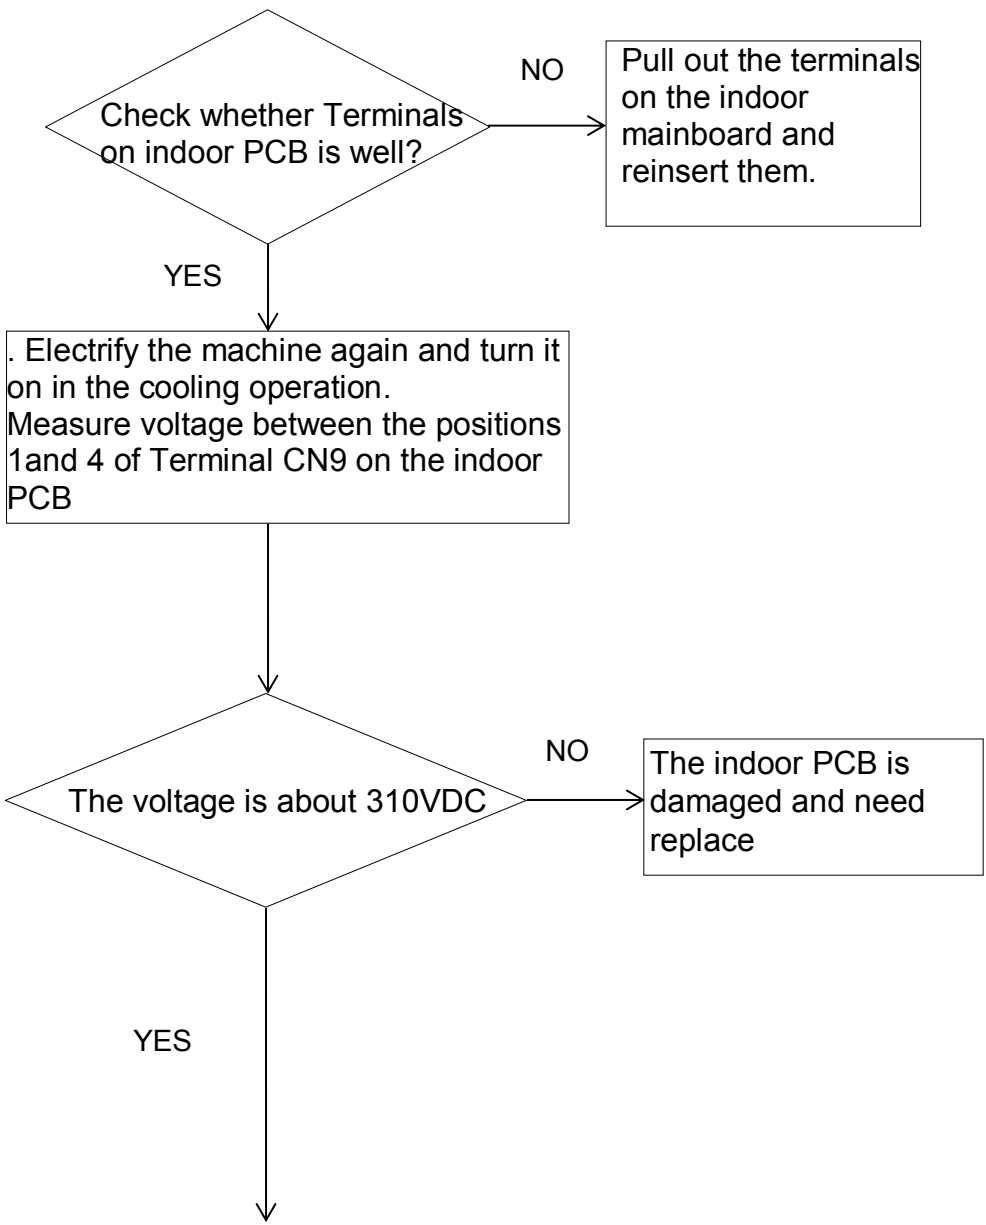 Check whether Terminals
on indoor PCB is well?
NO
Pull out the terminals
on the indoor
mainboard and
reinsert them.
YES
. Electrify the machine again and turn it
on in the cooling operation.
Measure voltage between the positions
1and 4 of Terminal CN9 on the indoor
PCB
The voltage is about 310VDC
NO
The indoor PCB is
damaged and need
replace
YES